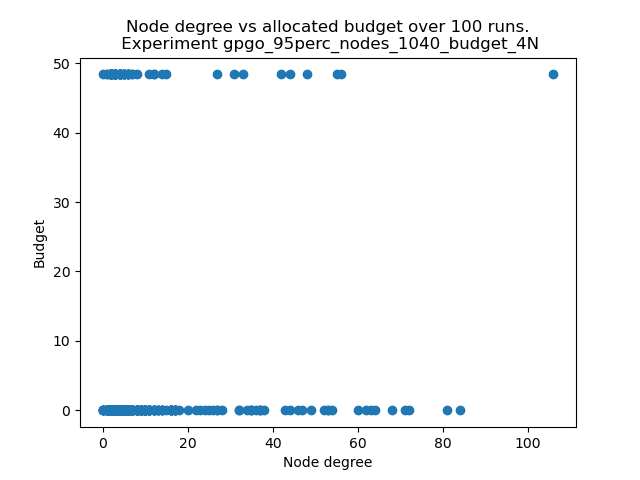 Node degree vs allocated budget over 100 runs.
Experiment gpgo_95perc_nodes_1040_budget_4N
50
40
30
20
10
0
Budget
0 20 40 60 80 100
Node degree